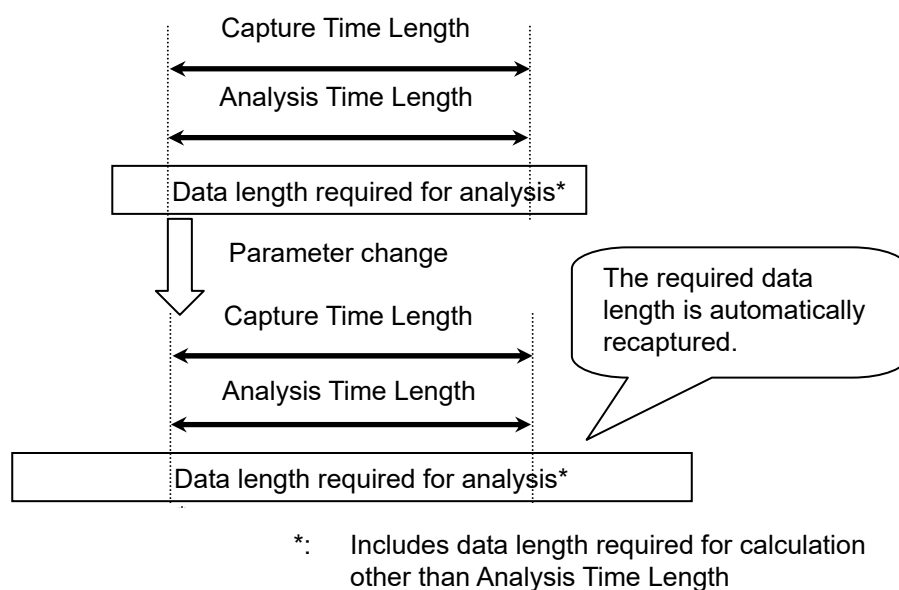 Capture Time Length
Analysis Time Length
Data length required for analysis*
Parameter change
The required data
length is automatically
recaptured.
Capture Time Length
Analysis Time Length
Data length required for analysis*
*: Includes data length required for calculation
other than Analysis Time Length